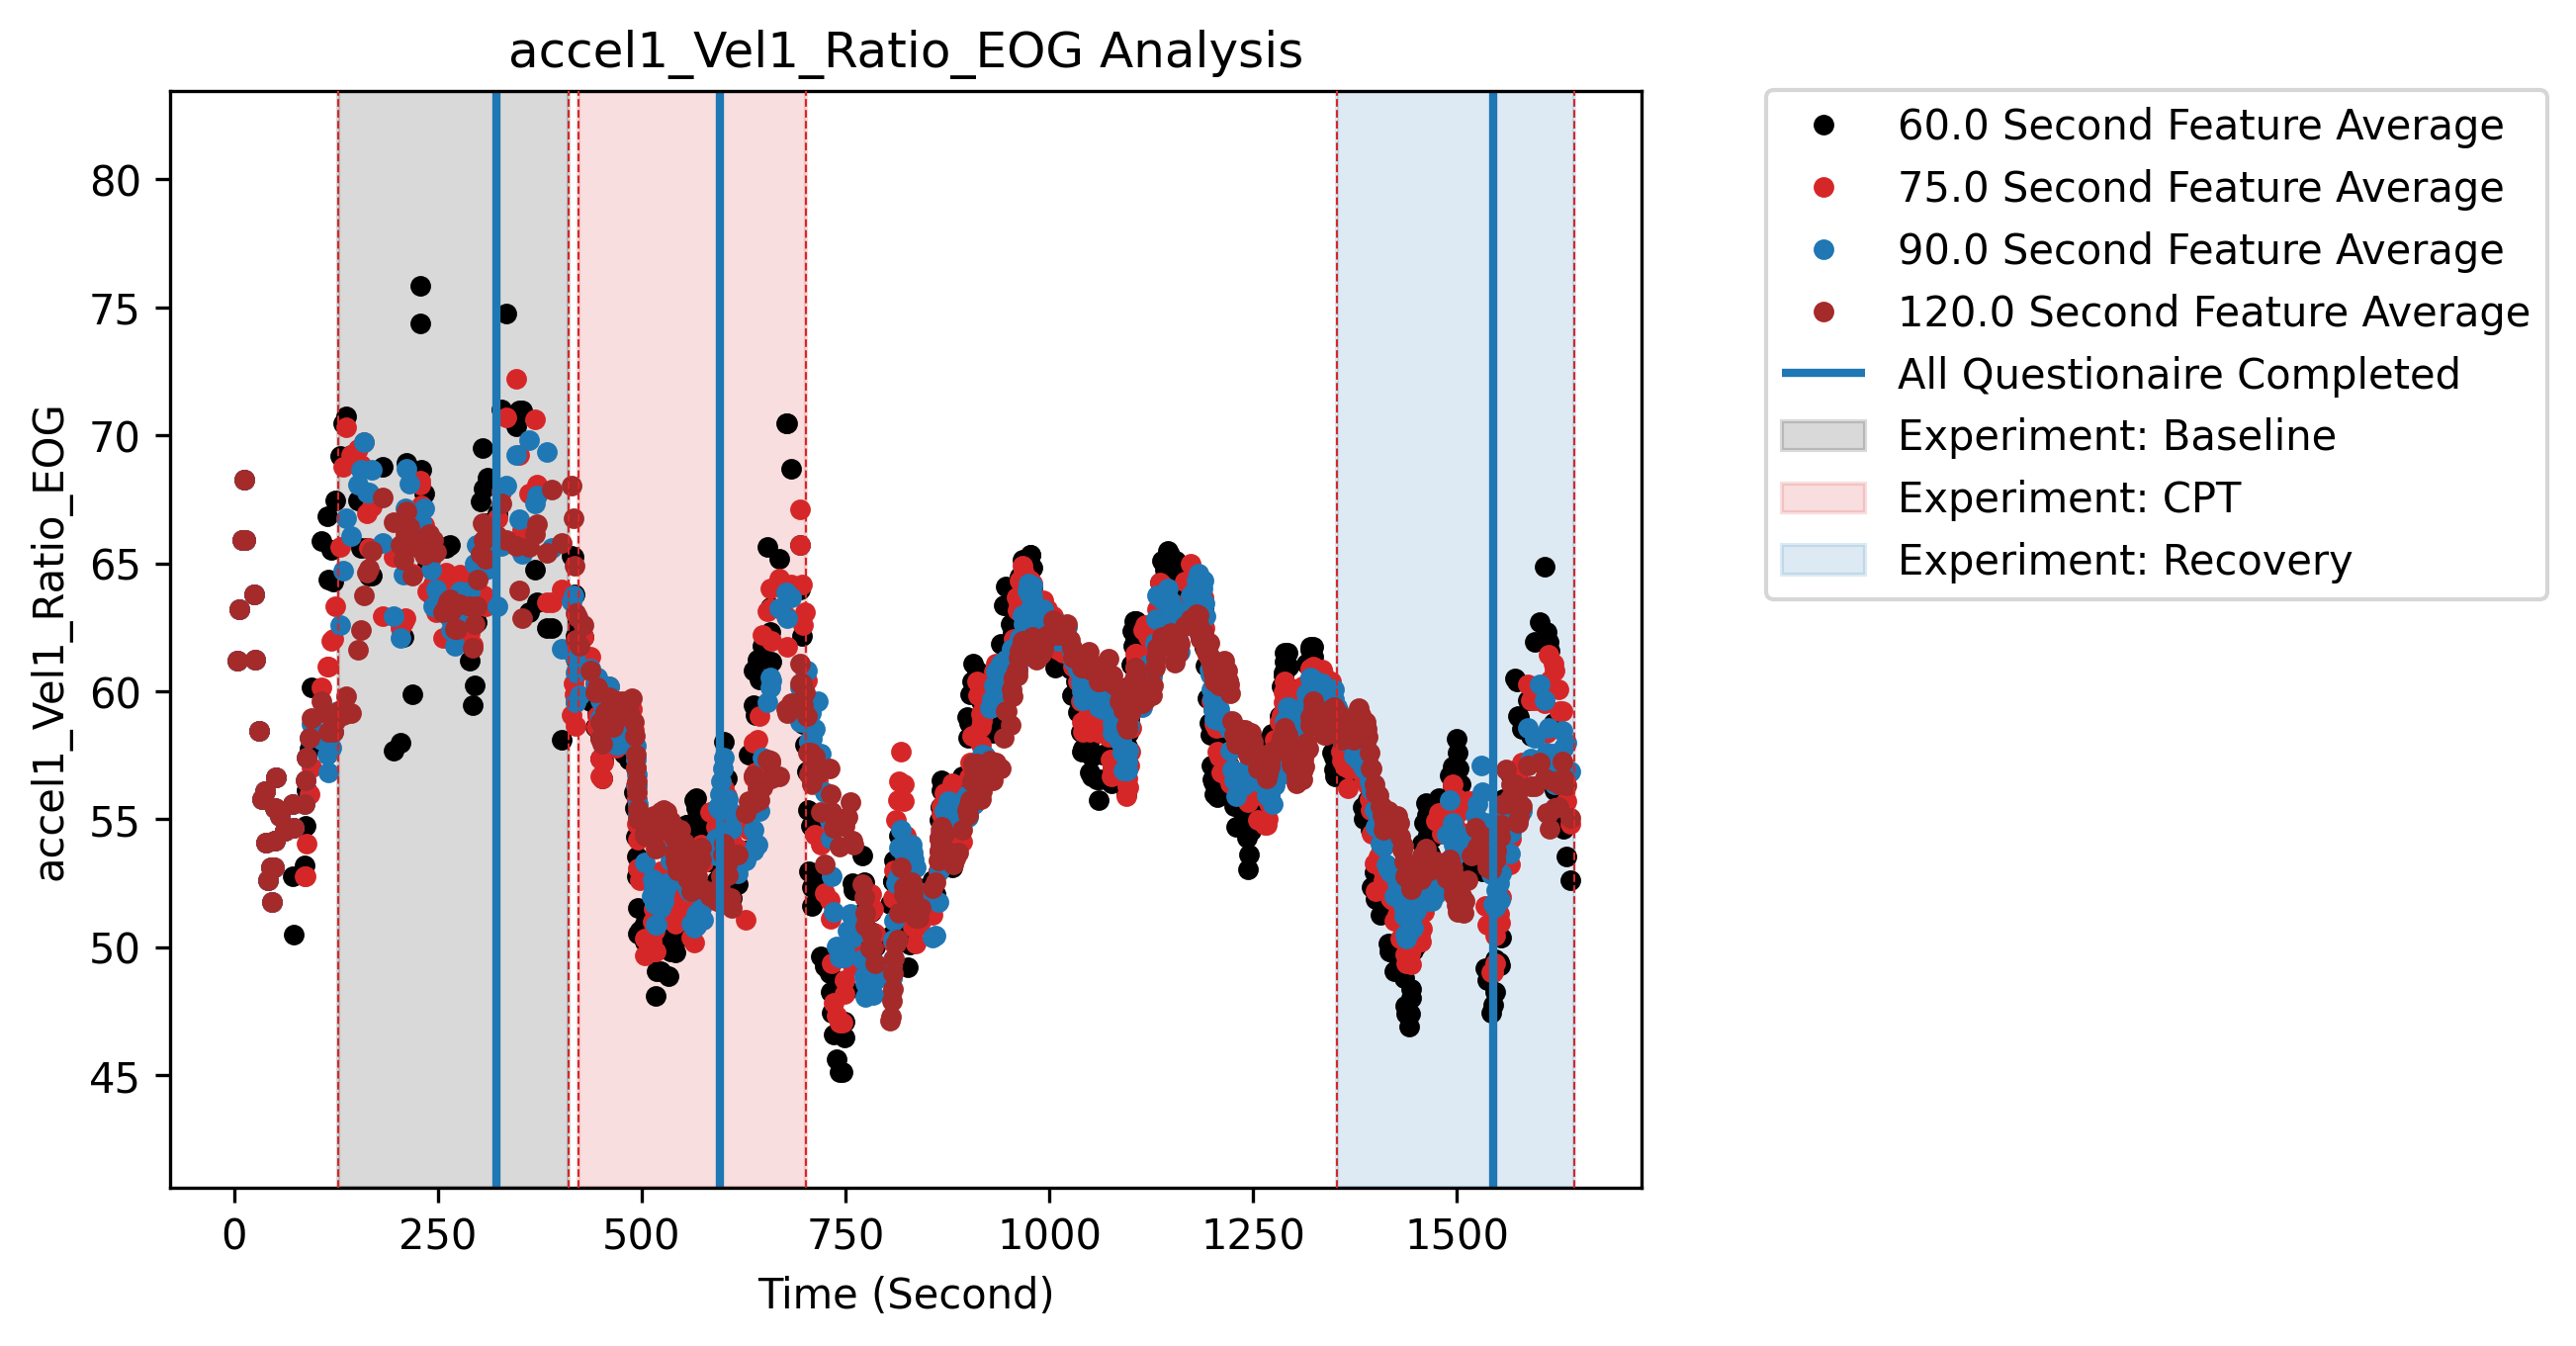 accel1_Vel1_Ratio_EOG Analysis
accel1_Vel1_Ratio_EOG
80
75
70
65
60
55
50
45
0 250 500 750 1000 1250 1500
Time (Second)
60.0 Second Feature Average
75.0 Second Feature Average
90.0 Second Feature Average
120.0 Second Feature Average
All Questionaire Completed
Experiment: Baseline
Experiment: CPT
Experiment: Recovery